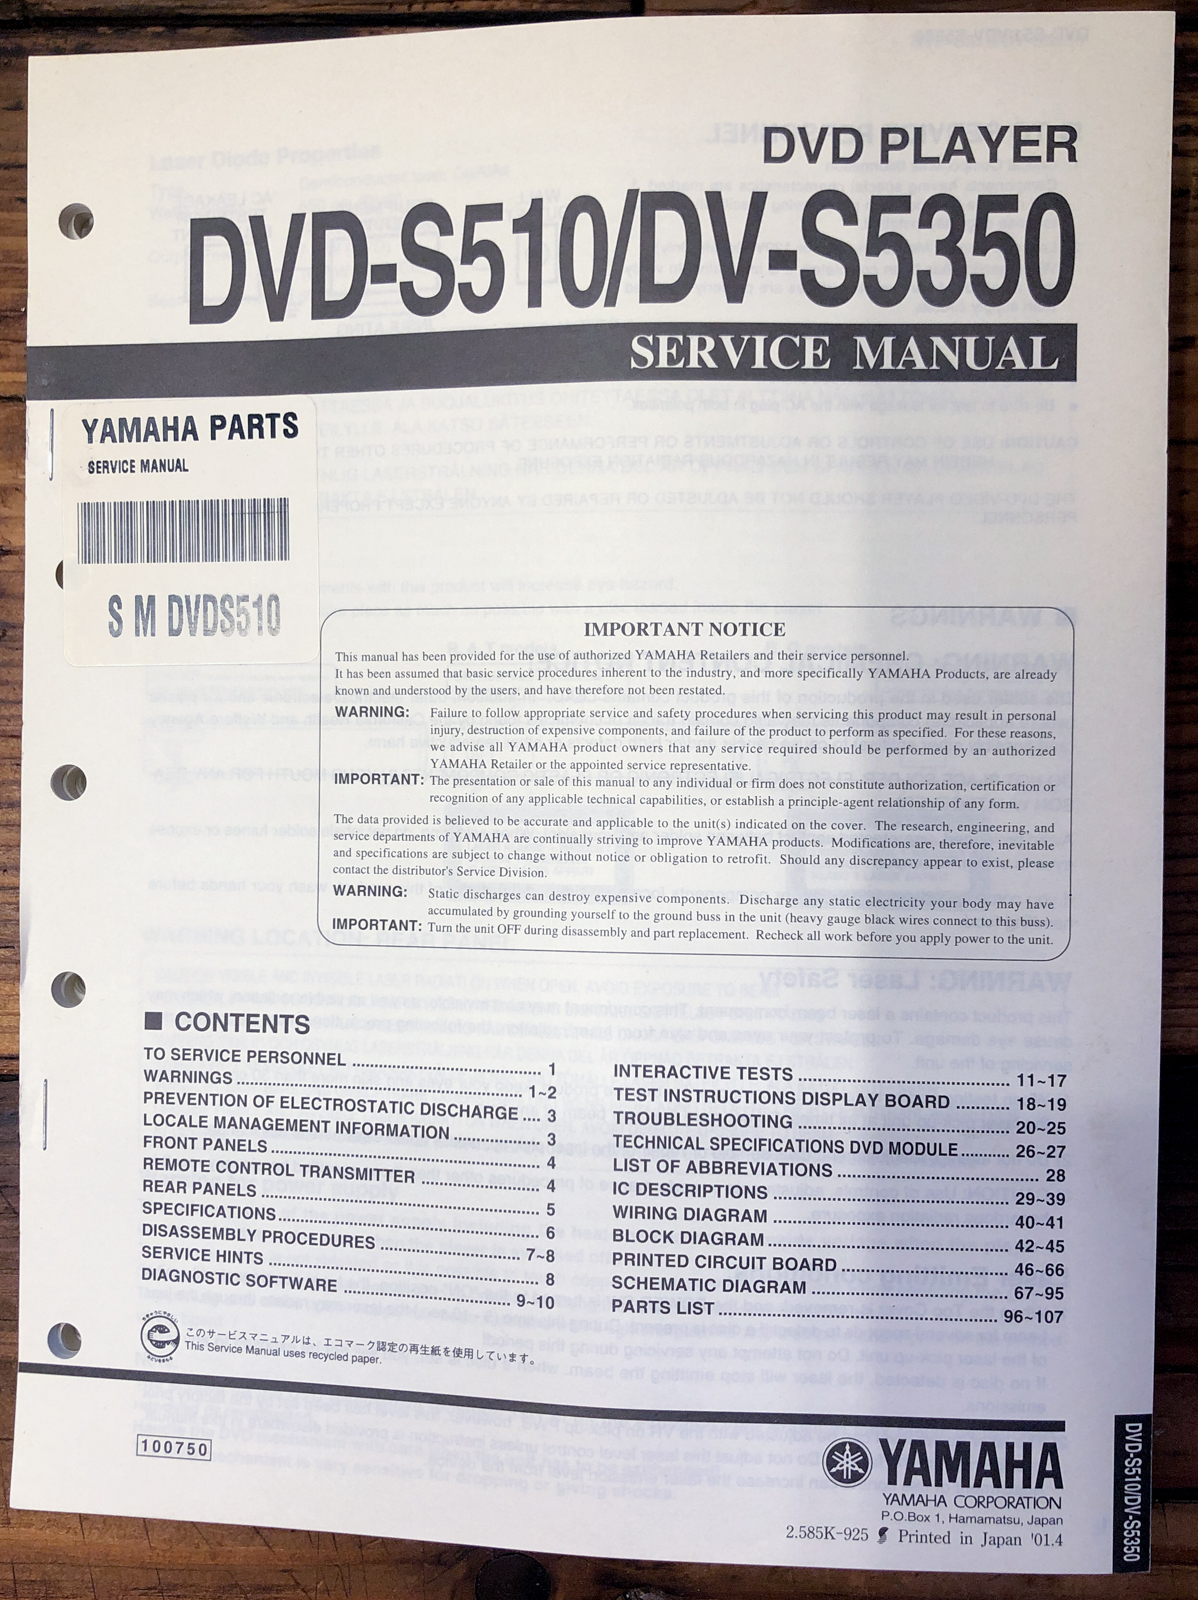 DVD PLAYER
DVD-S510/DV-S5350
SERVICE MANUAL
YAMAHA PARTS
SERVICE MANUAL
S M DVDS510
IMPORTANT NOTICE
This manual has been provided for the use of authorized YAMAHA Retailers and their service personnel.
It has been assumed that basic service procedures inherent to the industry, and more specifically YAMAHA Products, are already
known and understood by the users, and have therefore not been restated.
WARNING: Failure to follow appropriate service and safety procedures when servicing this product may result in personal
injury, destruction of expensive components, and failure of the product to perform as specified. For these reasons,
we advise all YAMAHA product owners that any service required should be performed by an authorized
YAMAHA Retailer or the appointed service representative.
IMPORTANT: The presentation or sale of this manual to any individual or firm does not constitute authorization, certification or
recognition of any applicable technical capabilities, or establish a principle-agent relationship of any form.
The data provided is believed to be accurate and applicable to the unit(s) indicated on the cover. The research, engineering, and
service departments of YAMAHA are continually striving to improve YAMAHA products. Modifications are, therefore, inevitable
and specifications are subject to change without notice or obligation to retrofit. Should any discrepancy appear to exist, please
contact the distributor's Service Division.
WARNING: Static discharges can destroy expensive components. Discharge any static electricity your body may have
accumulated by grounding yourself to the ground buss in the unit (heavy gauge black wires connect to this buss).
IMPORTANT: Turn the unit OFF during disassembly and part replacement. Recheck all work before you apply power to the unit.
■ CONTENTS
TO SERVICE PERSONNEL ........ 1
WARNINGS ........ 1~2
PREVENTION OF ELECTROSTATIC DISCHARGE .... 3
LOCALE MANAGEMENT INFORMATION ........ 3
FRONT PANELS ........ 4
REMOTE CONTROL TRANSMITTER ........ 4
REAR PANELS ........ 5
SPECIFICATIONS ........ 6
DISASSEMBLY PROCEDURES ........ 7~8
SERVICE HINTS ........ 8
DIAGNOSTIC SOFTWARE ........ 9~10
INTERACTIVE TESTS ........ 11~17
TEST INSTRUCTIONS DISPLAY BOARD ........ 18~19
TROUBLESHOOTING ........ 20~25
TECHNICAL SPECIFICATIONS DVD MODULE ........ 26~27
LIST OF ABBREVIATIONS ........ 28
IC DESCRIPTIONS ........ 29~39
WIRING DIAGRAM ........ 40~41
BLOCK DIAGRAM ........ 42~45
PRINTED CIRCUIT BOARD ........ 46~66
SCHEMATIC DIAGRAM ........ 67~95
PARTS LIST ........ 96~107
このサービスマニュアルは、エコマーク認定の再生紙を使用しています。
This Service Manual uses recycled paper.
100750
YAMAHA
YAMAHA CORPORATION
P.O.Box 1, Hamamatsu, Japan
2.585K-925 Printed in Japan '01.4
DVD-S510/DV-S5350